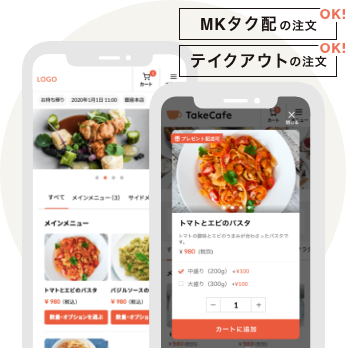 MKタク配の注文
OK!
テイクアウトの注文
OK!
LOGO
カート
お持ち帰り 2020年1月1日 11:00 銀座本店
すべて メインメニュー(3) サイドメ
メインメニュー
トマトとエビのパスタ
¥ 980 (税込)
数量・オプションを選ぶ
バジルソースの
¥ 980 (税込)
数量・オプション
TakeCafe
カート
閉じる
プレゼント配送可
トマトとエビのパスタ
トマトの酸味とエビのうまみが合わさったパスタです。
¥ 980 (税別)
中盛り (200g) +¥100
大盛り (300g) +¥100
− 1 +
カートに追加